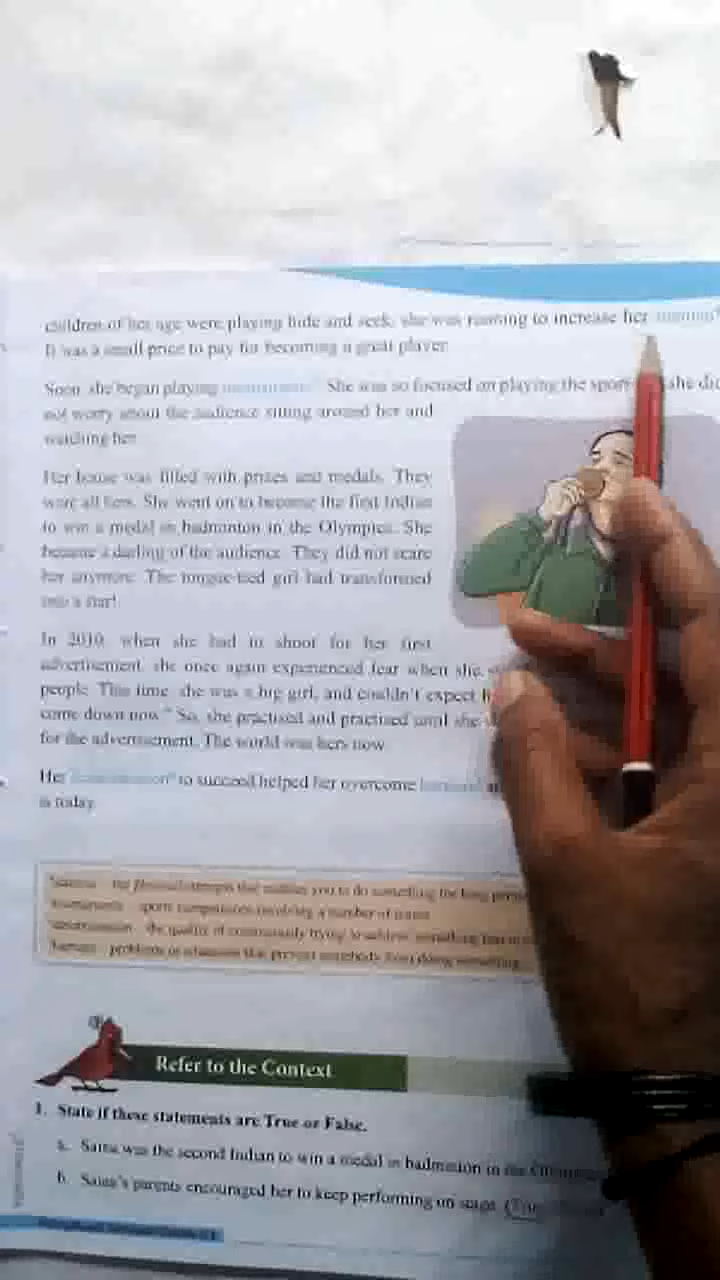 children of her age were playing hide and seek, she was running to increase her stamina
It was a small price to pay for becoming a great player.
Soon she began playing tournaments She was so focused on playing the sport she did
not worry about the audience sitting around her and
watching her.
Her house was filled with prizes and medals. They
were all hers. She went on to become the first Indian
to win a medal in badminton in the Olympics. She
became a darling of the audience. They did not scare
her anymore. The tongue-tied girl had transformed
into a star!
In 2010, when she had to shoot for her first
advertisement, she once again experienced fear when she
people. This time, she was a big girl, and couldn't expect
come down now." So, she practised and practised until she
for the advertisement. The world was hers now.
Her to succeed helped her overcome
is today.
stamina the physical strength that enables you to do something for long
tournaments sports competitions involving a number of teams
the quality of continuously trying to achieve something
problems or situations that prevent somebody from doing something
Refer to the Context
1. State if these statements are True or False.
a. Saina was the second Indian to win a medal in badminton in the Olympics
b. Saina's parents encouraged her to keep performing on stage. (True